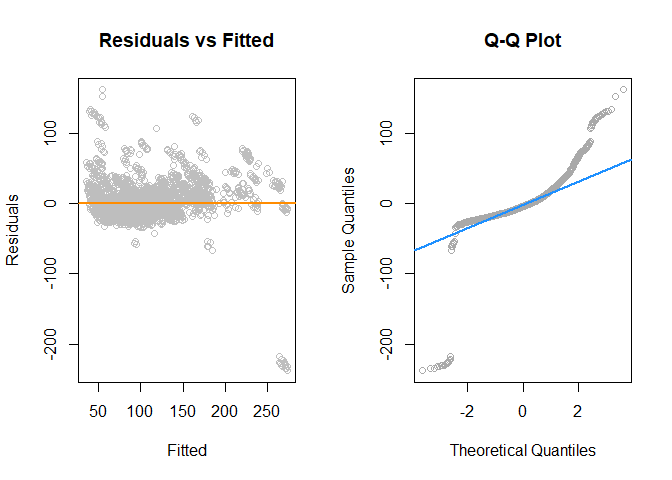 Residuals vs Fitted
Residuals
100
0
-100
-200
50 100 150 200 250
Fitted
Q-Q Plot
Sample Quantiles
100
0
-100
-200
-2 0 2
Theoretical Quantiles